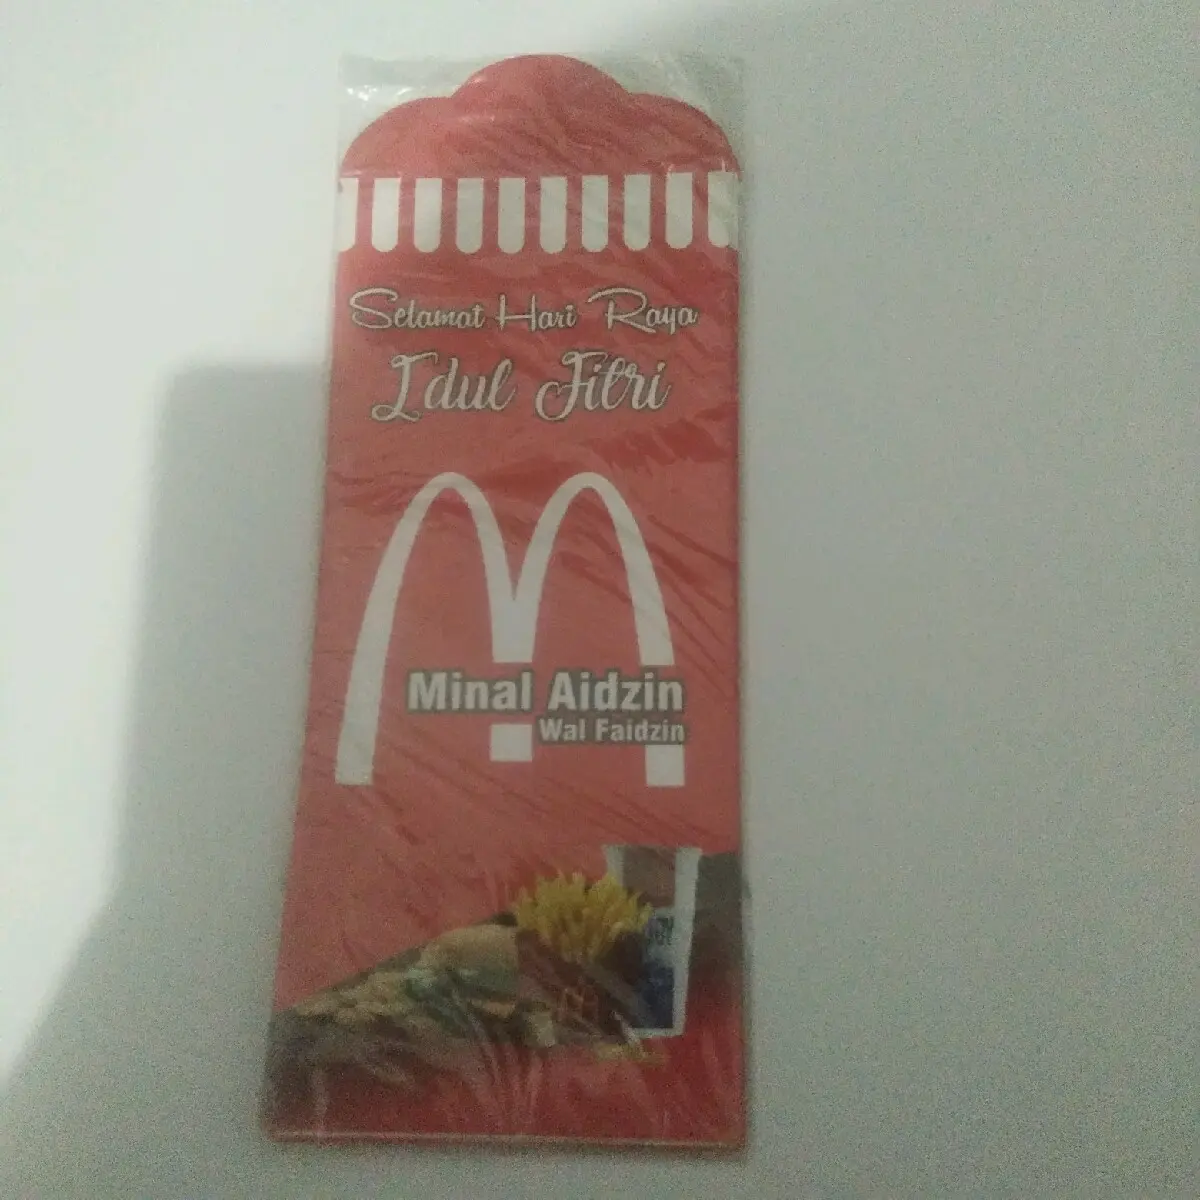 Selamat Hari Raya
Idul Fitri
Minal Aidzin
Wal Faidzin